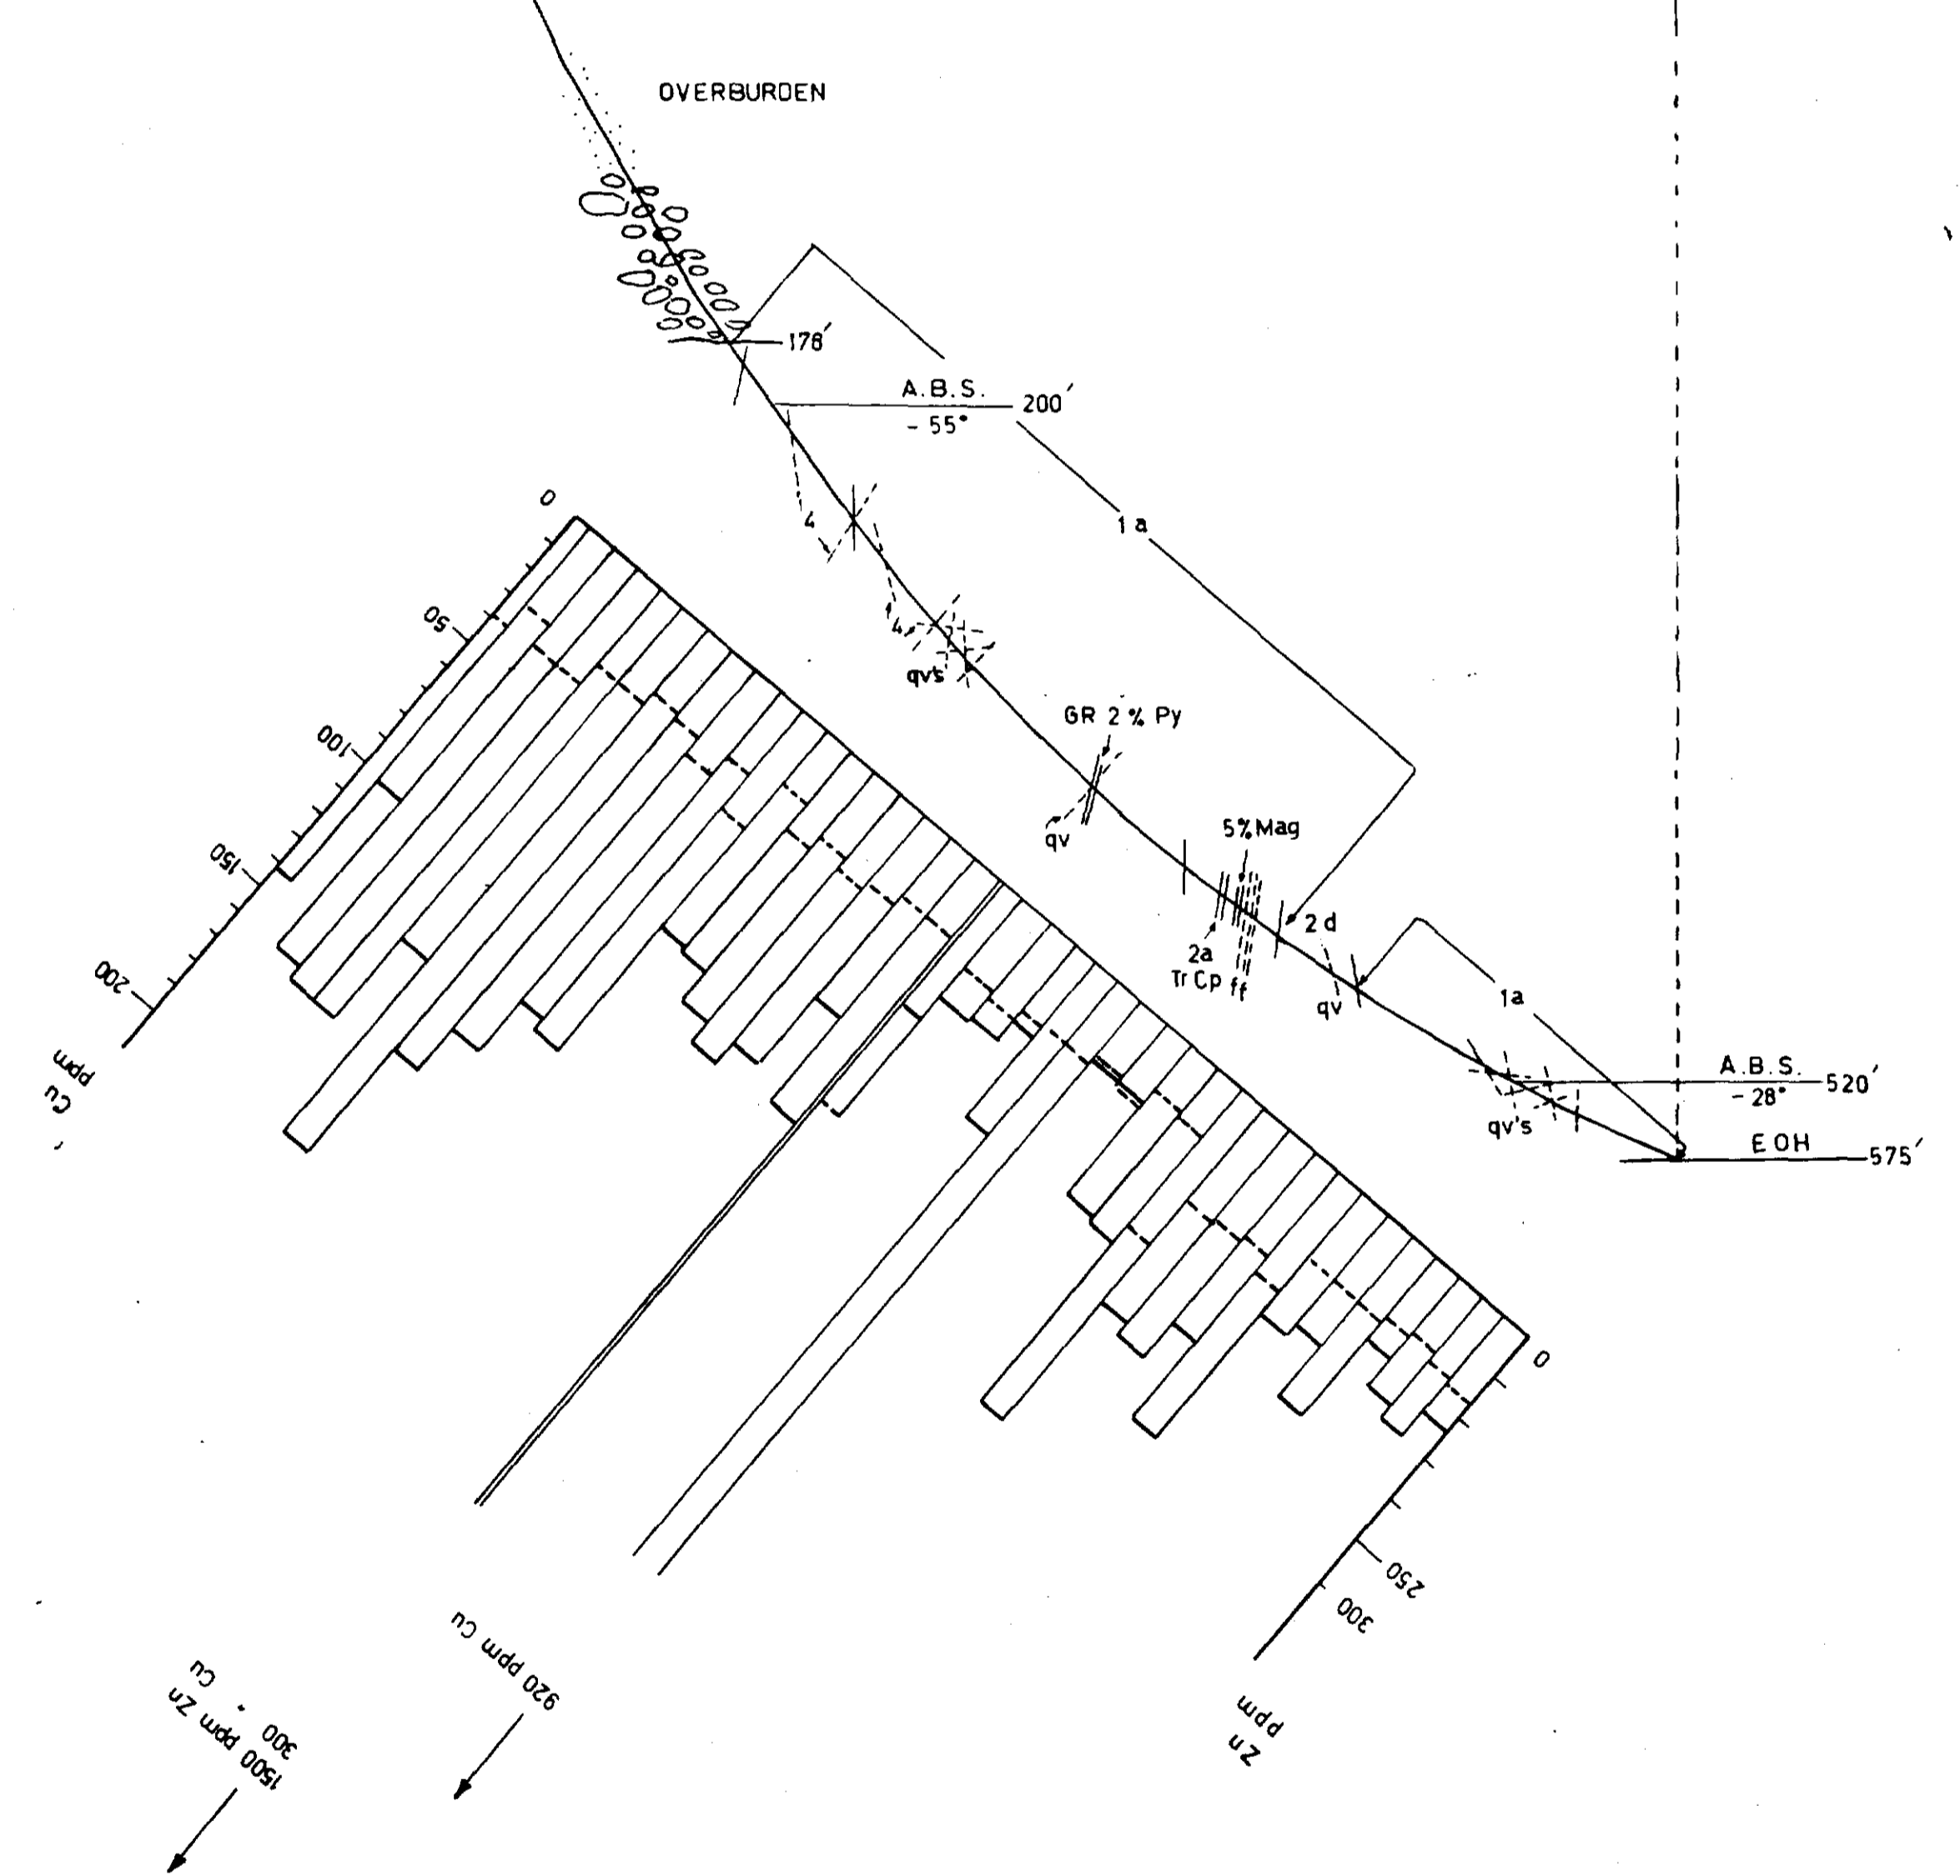 OVERBURDEN
178′
A.B.S.
200′
- 55°
1 a
4
4
qv's
GR 2 % Py
qv
5% Mag
2a
Tr Cp ff
2 d
qv
1a
A.B.S.
520′
- 28°
qv's
E O H
575′
0
50
100
150
200
Cu
ppm
0
250
300
Zn
ppm
920 ppm Cu
300 " Cu
1500 ppm Zn